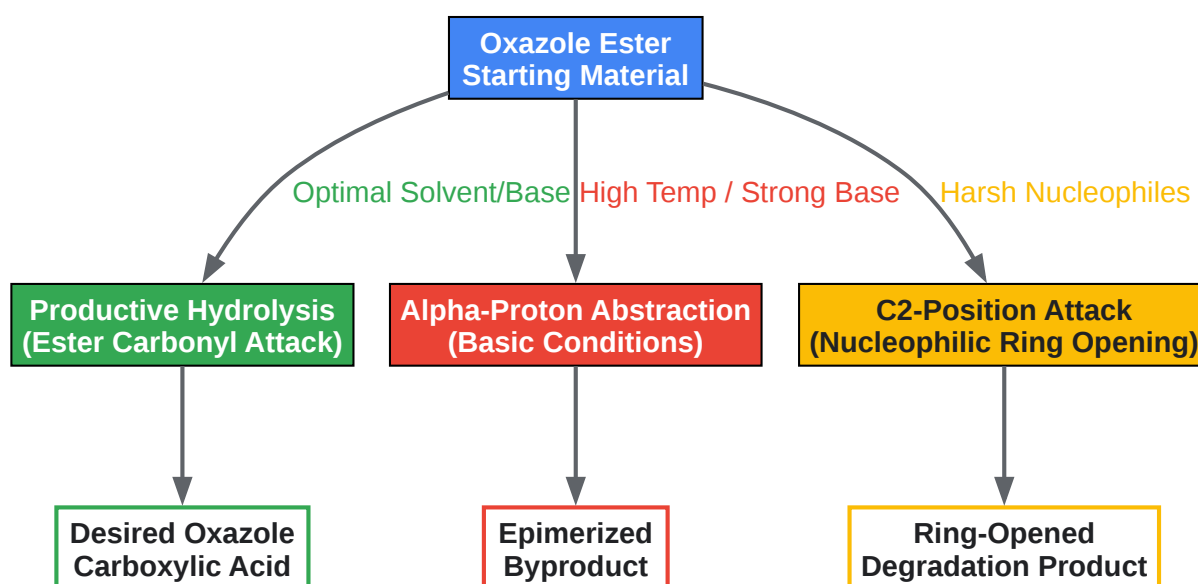 Oxazole Ester
Starting Material
Optimal Solvent/Base
High Temp / Strong Base
Harsh Nucleophiles
Productive Hydrolysis
(Ester Carbonyl Attack)
Alpha-Proton Abstraction
(Basic Conditions)
C2-Position Attack
(Nucleophilic Ring Opening)
Desired Oxazole
Carboxylic Acid
Epimerized
Byproduct
Ring-Opened
Degradation Product